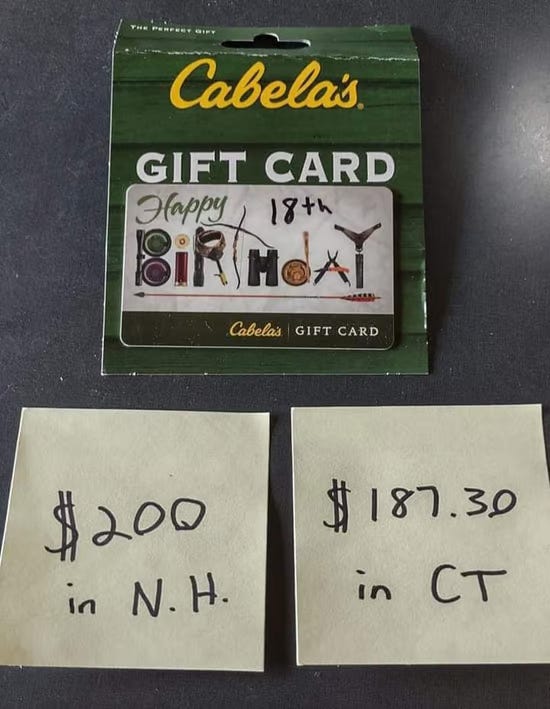 THE PERFECT GIFT
Cabela's
GIFT CARD
Happy 18th
BIRTHDAY
Cabela's GIFT CARD
$200
in N.H.
$187.30
in CT